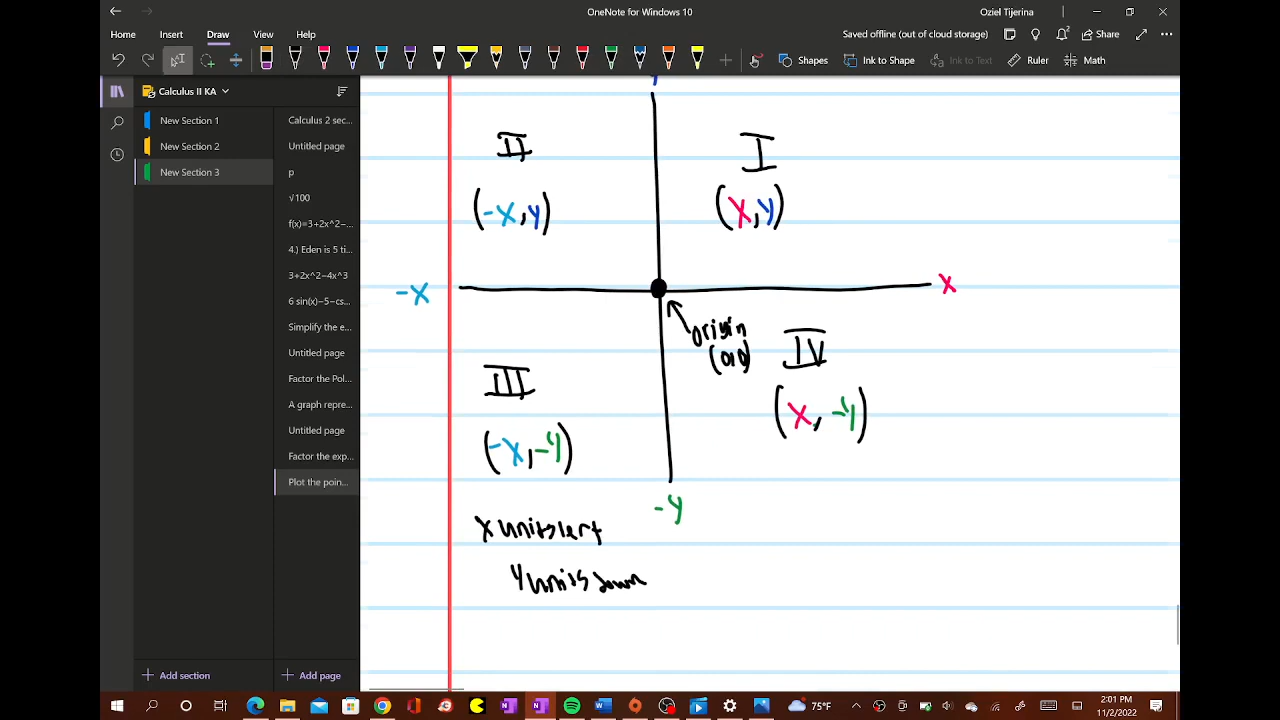 OneNote for Windows 10
Oziel Tijerina
Home Insert Draw View Help
Saved offline (out of cloud storage)
Share
Shapes
Ink to Shape
Ink to Text
Ruler
Math
Calculus II KA
New Section 1
New Section 2
New Section 3
Add section
Calculus 2 sec...
Untitled page
p
√100
f(x)=3+2x^2-...
4.) Eden is 5 ti...
3+2x^2-4x^3
6 sin(x)-5-cs...
Simplify the e...
Untitled page
Factor the Pol...
A graph repre...
Untitled page
Factor the exp...
Plot the poin...
Add page
II
I
(-x,y)
(x,y)
-x
x
origin
(0,0)
IV
III
(x, -y)
(-x,-y)
-y
x units left
y units down
75°F
2:01 PM
11/2/2022